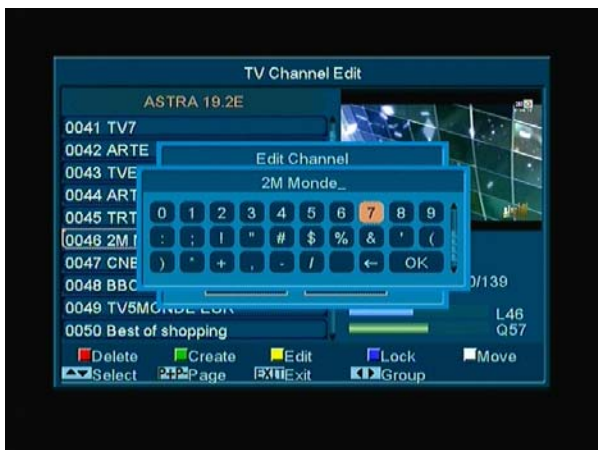 TV Channel Edit
ASTRA 19.2E
0041 TV7
0042 ARTE
0043 TVE
0044 ART
0045 TRT
0046 2M
0047 CNE
0048 BBC
0049 TV5MONDE EUR
0050 Best of shopping
Edit Channel
2M Monde_
0 1 2 3 4 5 6 7 8 9
: ; ! " # $ % & ' (
) * + , - / ← OK
/139
L46
Q57
Delete Create Edit Lock Move
Select P+P- Page EXIT Exit Group